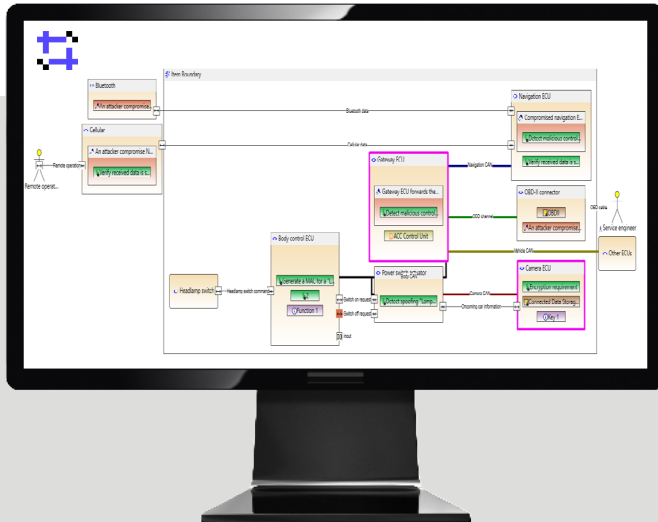 Item Boundary
Bluetooth
An attacker compromise...
Bluetooth data
Navigation ECU
Compromised navigation E...
Detect malicious control...
Verify received data is c...
Cellular
An attacker compromise N...
Verify received data is c...
Cellular data
Remote operat...
Remote operation
Gateway ECU
Gateway ECU forwards the...
Detect malicious control...
ACC Control Unit
Navigation CAN
OBD channel
OBD-II connector
OBDII
An attacker compromise...
OBD cable
Service engineer
Vehicle CAN
Other ECUs
Body control ECU
generate a MAC for a "L...
Function 1
Switch on request
Switch off request
input
Headlamp switch
Headlamp switch command
Body CAN
Power switch actuator
Detect spoofing "Lamp...
Camera CAN
Oncoming car information
Camera ECU
Encryption requirement
Connected Data Storag...
Key 1